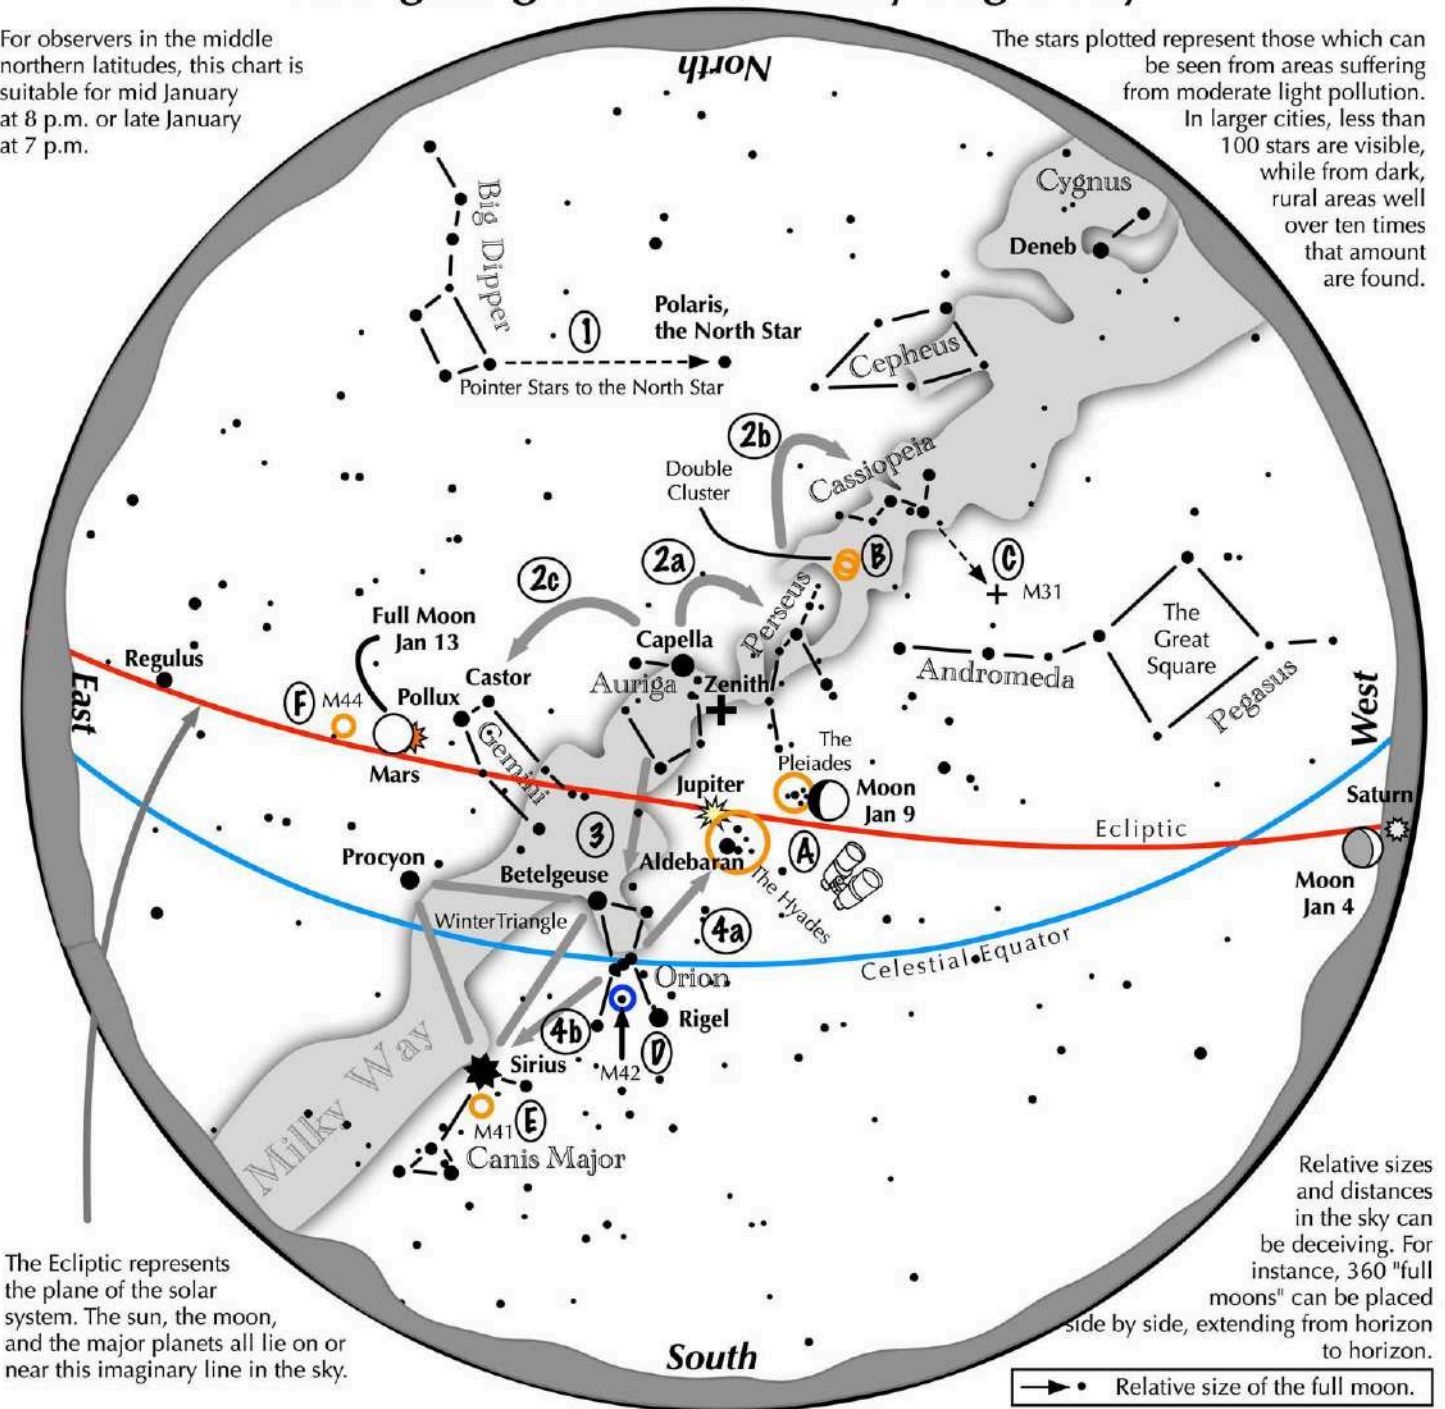 For observers in the middle
northern latitudes, this chart is
suitable for mid January
at 8 p.m. or late January
at 7 p.m.
The stars plotted represent those which can
be seen from areas suffering
from moderate light pollution.
In larger cities, less than
100 stars are visible,
while from dark,
rural areas well
over ten times
that amount
are found.
North
Cygnus
Deneb
Big Dipper
1
Polaris,
the North Star
Pointer Stars to the North Star
Cepheus
2b
Cassiopeia
Double
Cluster
B
C
M31
2a
2c
Perseus
The
Great
Square
Pegasus
Andromeda
Full Moon
Jan 13
Regulus
East
F
M44
Pollux
Castor
Capella
Auriga
Zenith
Gemini
Mars
West
The
Pleiades
Jupiter
Moon
Jan 9
Saturn
Ecliptic
3
A
Aldebaran
The Hyades
Procyon
Betelgeuse
Moon
Jan 4
Winter Triangle
4a
Celestial Equator
Orion
4b
Rigel
D
M42
Sirius
M41
E
Canis Major
Milky Way
The Ecliptic represents
the plane of the solar
system. The sun, the moon,
and the major planets all lie on or
near this imaginary line in the sky.
South
Relative sizes
and distances
in the sky can
be deceiving. For
instance, 360 "full
moons" can be placed
side by side, extending from horizon
to horizon.
Relative size of the full moon.